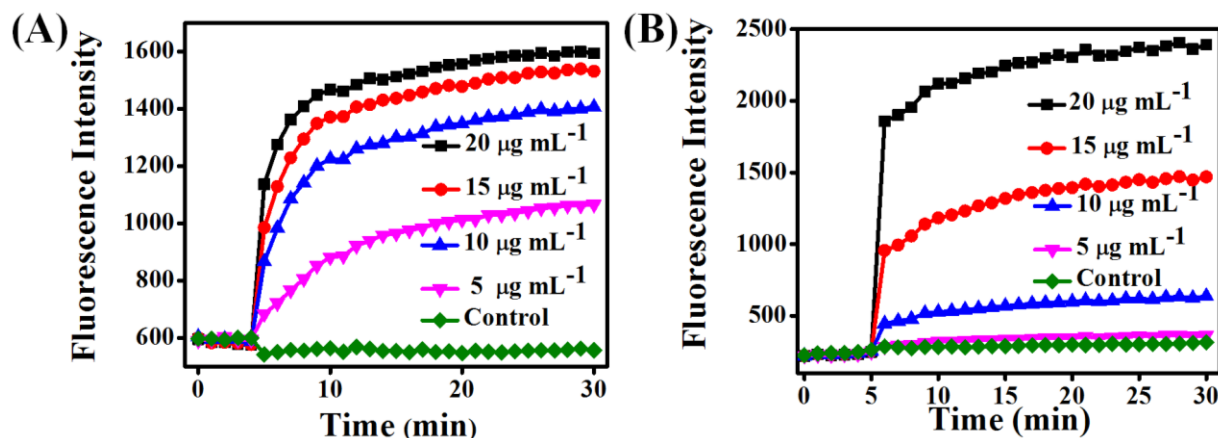 (A)
Fluorescence Intensity
1600
1400
1200
1000
800
600
20 μg mL-1
15 μg mL-1
10 μg mL-1
5 μg mL-1
Control
0
10
20
30
Time (min)
(B)
Fluorescence Intensity
2500
2000
1500
1000
500
20 μg mL-1
15 μg mL-1
10 μg mL-1
5 μg mL-1
Control
0
5
10
15
20
25
30
Time (min)